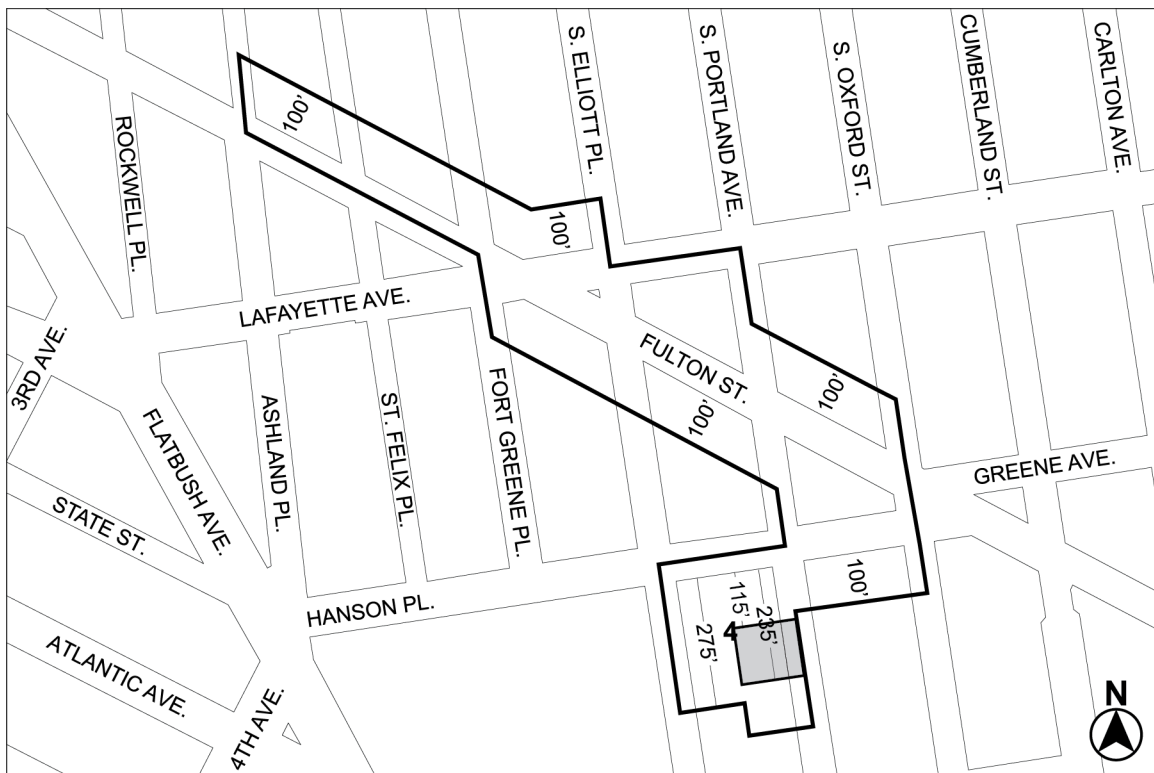 S. ELLIOTT PL.
S. PORTLAND AVE.
S. OXFORD ST.
CUMBERLAND ST.
CARLTON AVE.
100'
ROCKWELL PL.
100'
LAFAYETTE AVE.
FULTON ST.
3RD AVE.
100'
100'
FLATBUSH AVE.
ASHLAND PL.
ST. FELIX PL.
FORT GREENE PL.
GREENE AVE.
STATE ST.
HANSON PL.
100'
115'
235'
4
275'
ATLANTIC AVE.
4TH AVE.
N